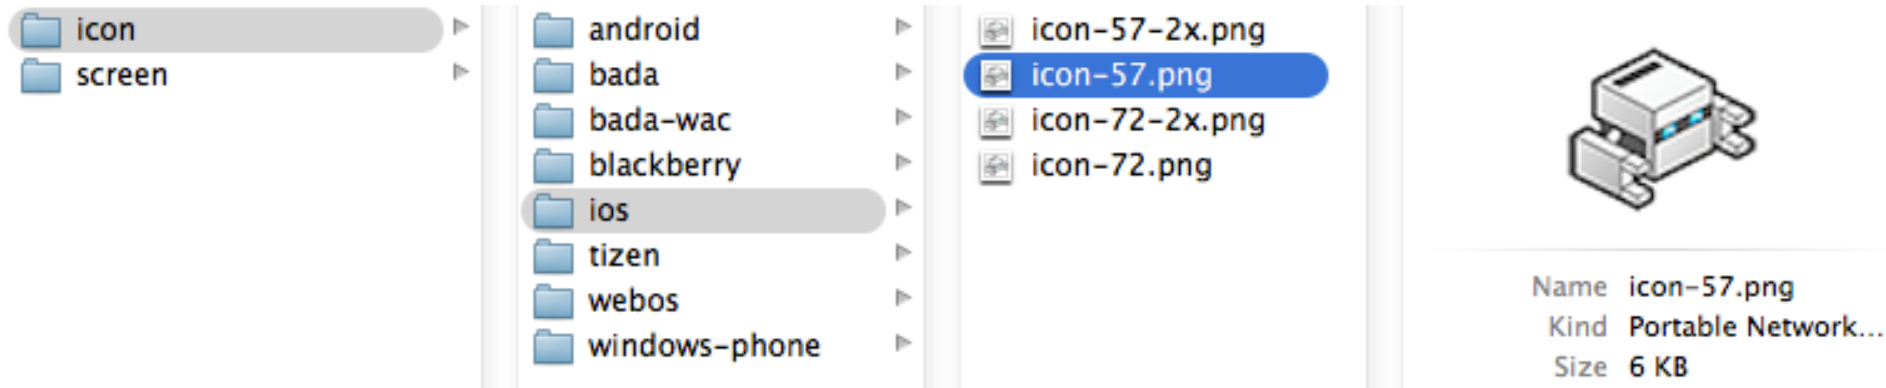 icon
screen
android
bada
bada-wac
blackberry
ios
tizen
webos
windows-phone
icon-57-2x.png
icon-57.png
icon-72-2x.png
icon-72.png
Name icon-57.png
Kind Portable Network...
Size 6 KB